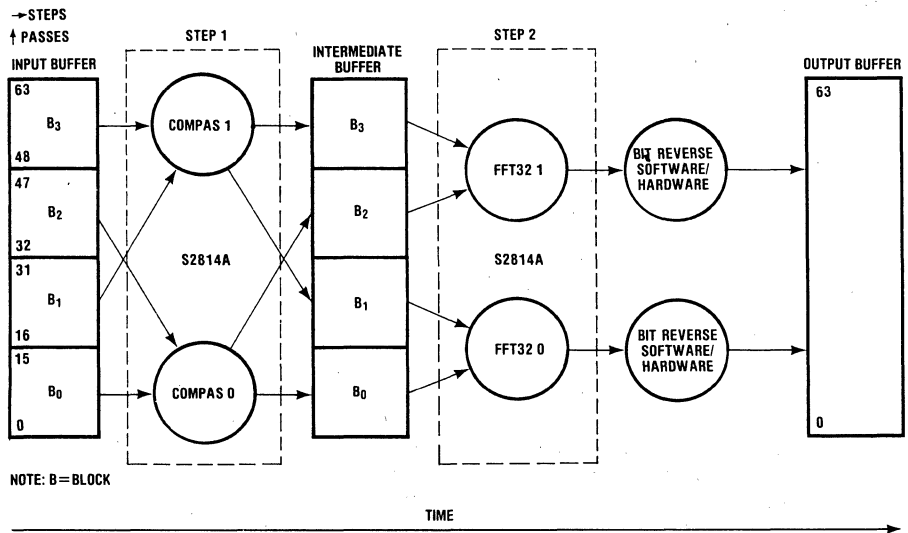 →STEPS
↑ PASSES
STEP 1
STEP 2
INPUT BUFFER
INTERMEDIATE
BUFFER
OUTPUT BUFFER
63
B3
48
47
B2
32
31
B1
16
15
B0
0
COMPAS 1
S2814A
COMPAS 0
B3
B2
B1
B0
FFT32 1
S2814A
FFT32 0
BIT REVERSE
SOFTWARE/
HARDWARE
BIT REVERSE
SOFTWARE/
HARDWARE
63
0
NOTE: B=BLOCK
TIME